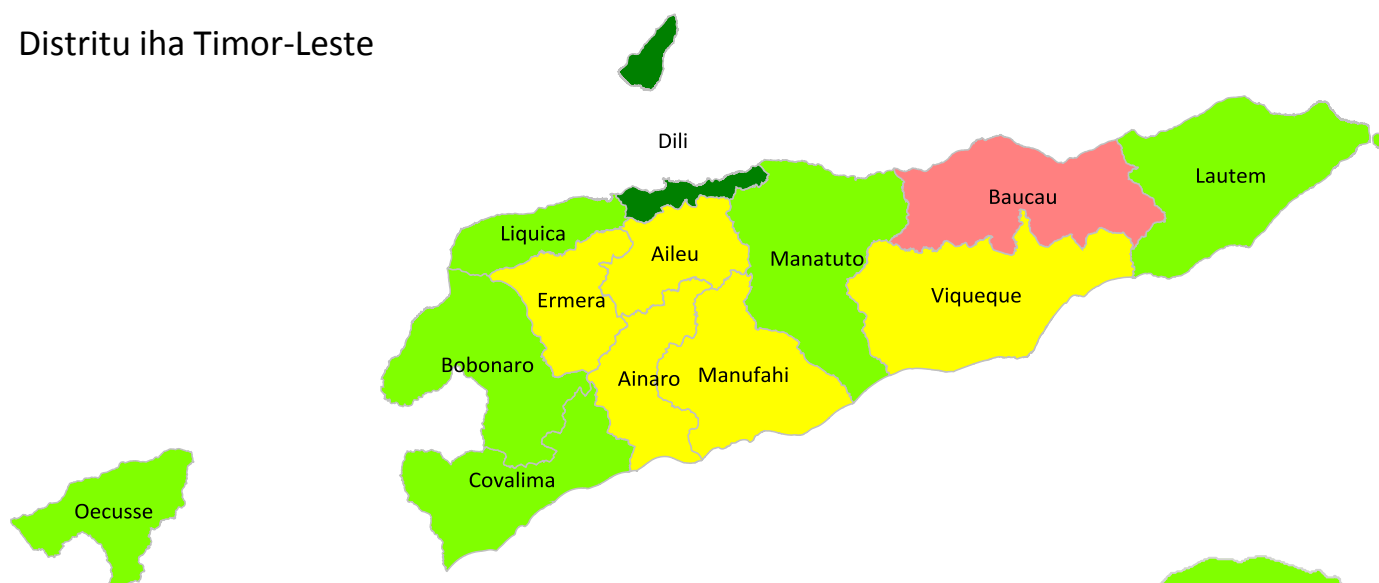 Distritu iha Timor-Leste
Dili
Lautem
Baucau
Liquica
Aileu
Manatuto
Viqueque
Ermera
Bobonaro
Ainaro
Manufahi
Covalima
Oecusse